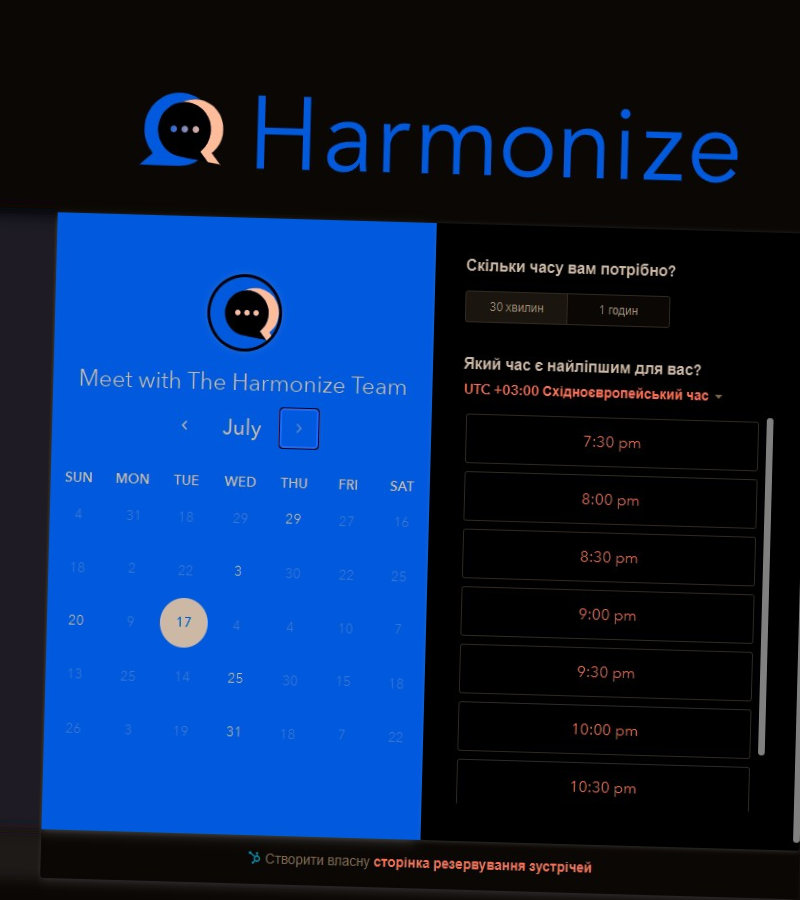 Harmonize
Meet with The Harmonize Team
July
SUN MON TUE WED THU FRI SAT
4 31 18 29 29 27 16
18 2 22 3 30 22 25
20 9 17 4 4 10 7
13 25 14 25 30 15 18
26 3 19 31 18 7 22
Скільки часу вам потрібно?
30 хвилин 1 годин
Який час є найліпшим для вас?
UTC +03:00 Східноєвропейський час
7:30 pm
8:00 pm
8:30 pm
9:00 pm
9:30 pm
10:00 pm
10:30 pm
Створити власну сторінка резервування зустрічей